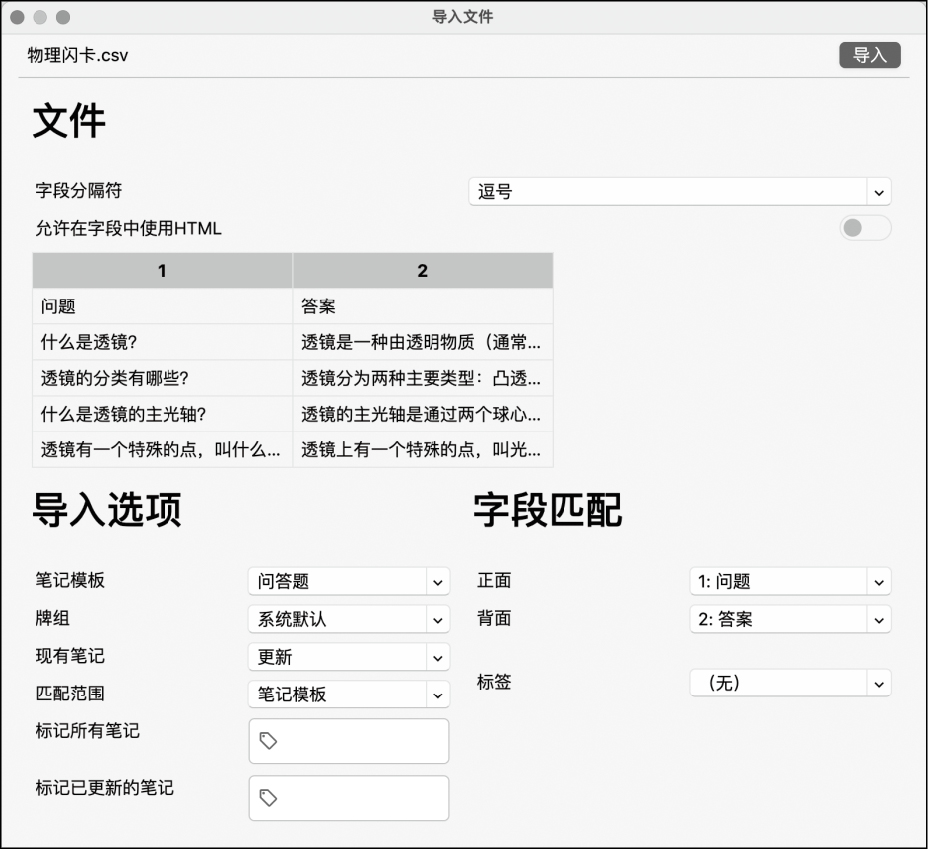 导入文件
物理闪卡.csv
导入
文件
字段分隔符
逗号
允许在字段中使用HTML
1 2
问题 答案
什么是透镜? 透镜是一种由透明物质（通常...
透镜的分类有哪些? 透镜分为两种主要类型：凸透...
什么是透镜的主光轴? 透镜的主光轴是通过两个球心...
透镜有一个特殊的点，叫什么... 透镜上有一个特殊的点，叫光...
导入选项
笔记模板 问答题
牌组 系统默认
现有笔记 更新
匹配范围 笔记模板
标记所有笔记
标记已更新的笔记
字段匹配
正面 1: 问题
背面 2: 答案
标签 （无）